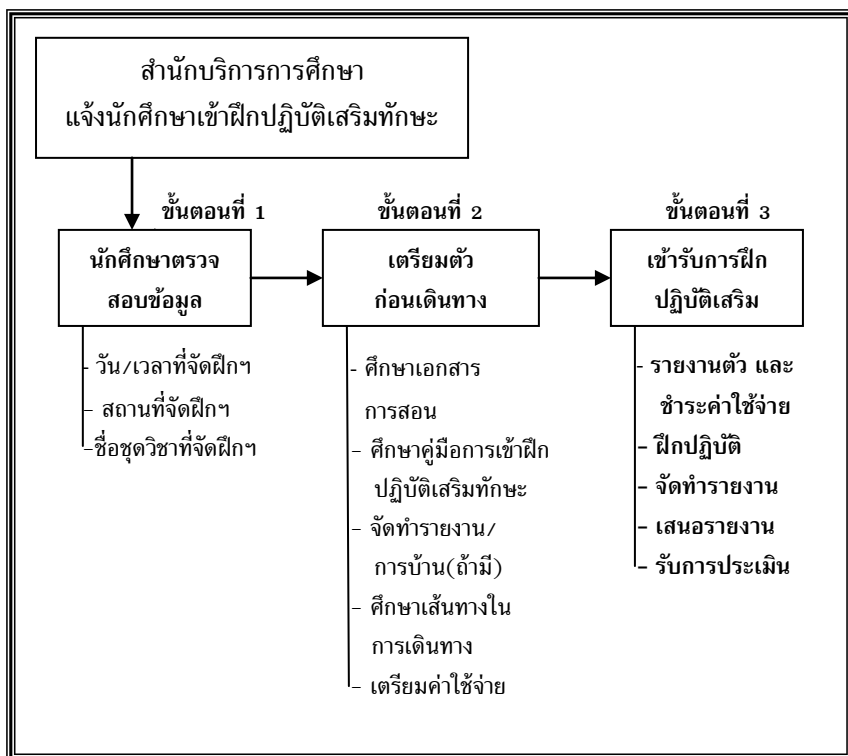 สำนักบริการการศึกษา
แจ้งนักศึกษาเข้าฝึกปฏิบัติเสริมทักษะ
ขั้นตอนที่ 1
นักศึกษาตรวจ
สอบข้อมูล
- วัน/เวลาที่จัดฝึกฯ
- สถานที่จัดฝึกฯ
-ชื่อชุดวิชาที่จัดฝึกฯ
ขั้นตอนที่ 2
เตรียมตัว
ก่อนเดินทาง
- ศึกษาเอกสาร
การสอน
- ศึกษาคู่มือการเข้าฝึก
ปฏิบัติเสริมทักษะ
- จัดทำรายงาน/
การบ้าน(ถ้ามี)
- ศึกษาเส้นทางใน
การเดินทาง
- เตรียมค่าใช้จ่าย
ขั้นตอนที่ 3
เข้ารับการฝึก
ปฏิบัติเสริม
- รายงานตัว และ
ชำระค่าใช้จ่าย
- ฝึกปฏิบัติ
- จัดทำรายงาน
- เสนอรายงาน
- รับการประเมิน